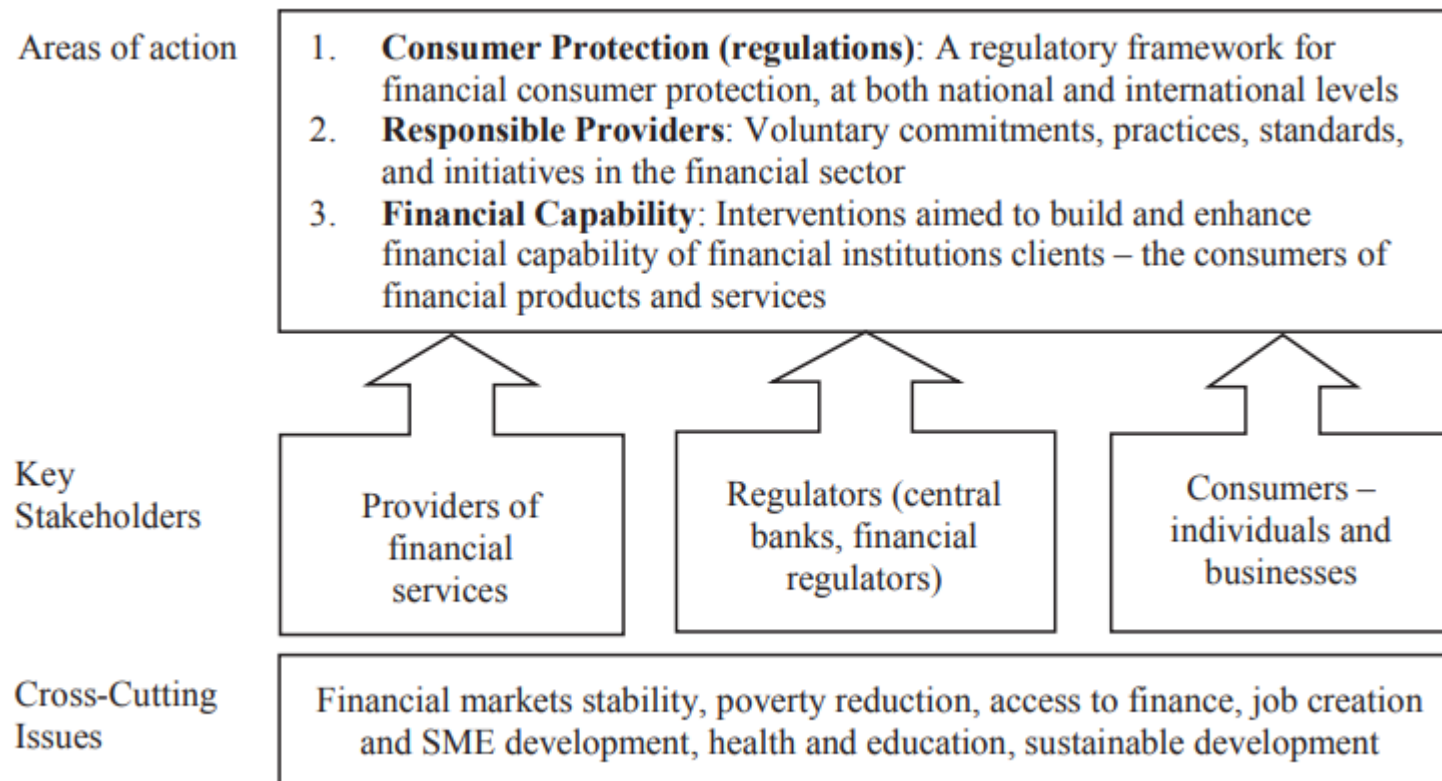 Areas of action
1. Consumer Protection (regulations): A regulatory framework for
financial consumer protection, at both national and international levels
2. Responsible Providers: Voluntary commitments, practices, standards,
and initiatives in the financial sector
3. Financial Capability: Interventions aimed to build and enhance
financial capability of financial institutions clients – the consumers of
financial products and services
Key
Stakeholders
Providers of
financial
services
Regulators (central
banks, financial
regulators)
Consumers –
individuals and
businesses
Cross-Cutting
Issues
Financial markets stability, poverty reduction, access to finance, job creation
and SME development, health and education, sustainable development